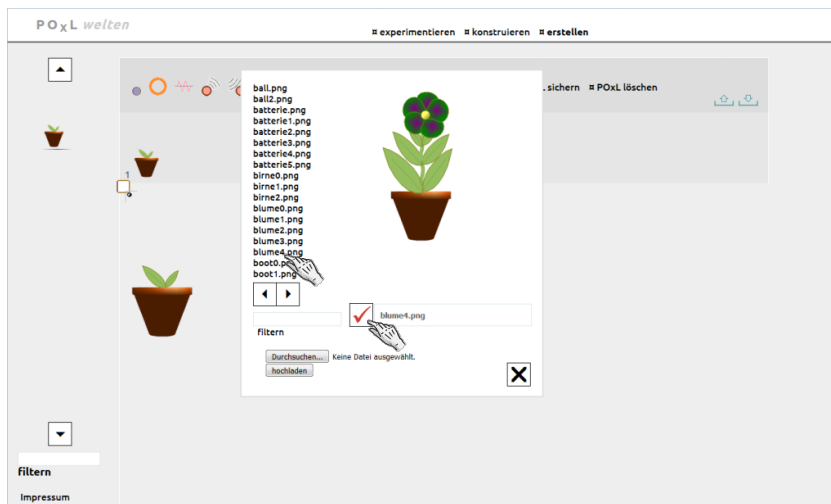 POXL welten
¤ experimentieren ¤ konstruieren ¤ erstellen
. sichern ¤ POxL löschen
1
ball.png
ball2.png
batterie.png
batterie1.png
batterie2.png
batterie3.png
batterie4.png
batterie5.png
birne0.png
birne1.png
birne2.png
blume0.png
blume1.png
blume2.png
blume3.png
blume4.png
boot0.png
boot1.png
blume4.png
filtern
Durchsuchen... Keine Datei ausgewählt.
hochladen
filtern
Impressum